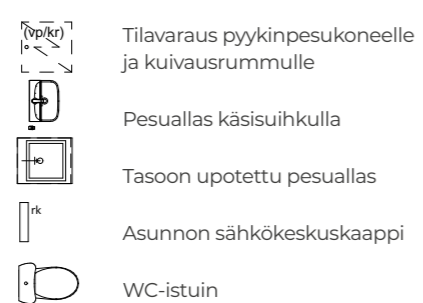 (vp/kr)
Tilavaraus pyykinpesukoneelle
ja kuivausrummulle
Pesuallas käsisuihkulla
Tasoon upotettu pesuallas
rk
Asunnon sähkökeskuskaappi
WC-istuin